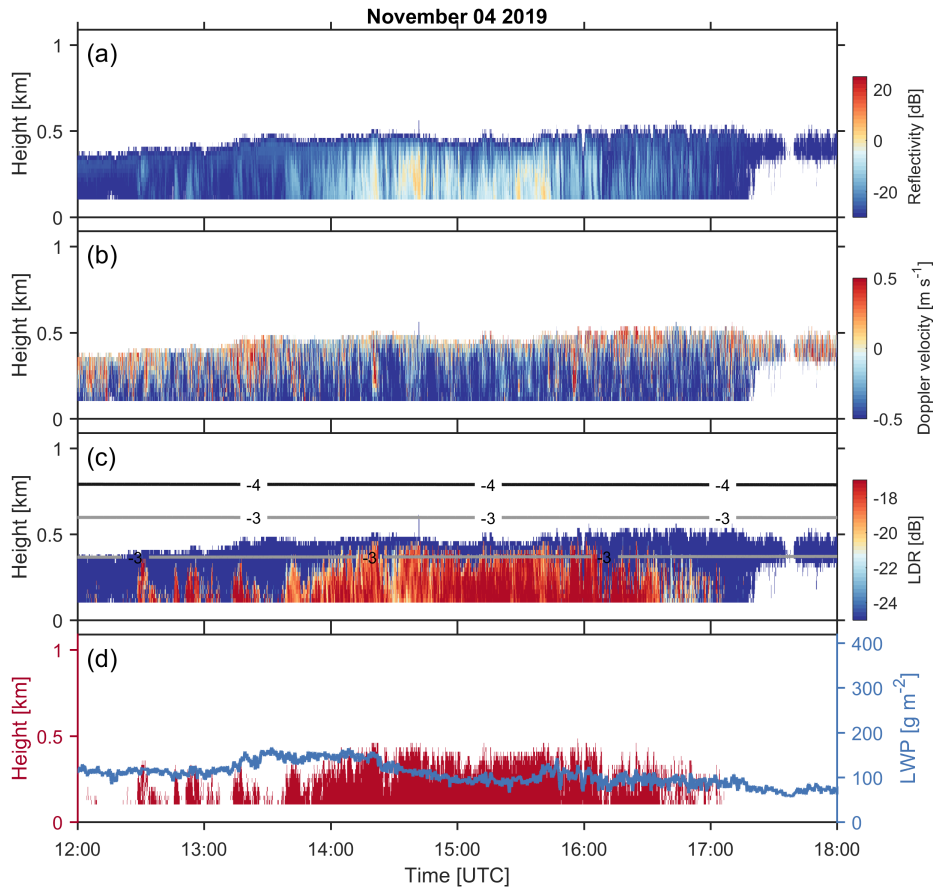 November 04 2019
(a)
Height [km]
1
0.5
0
20
0
-20
Reflectivity [dB]
(b)
Height [km]
1
0.5
0
0.5
0
-0.5
Doppler velocity [m s-1]
(c)
Height [km]
1
0.5
0
-4 -4 -4
-3 -3 -3
-3 -3 -3
-18
-20
-22
-24
LDR [dB]
(d)
Height [km]
1
0.5
0
400
300
200
100
0
LWP [g m-2]
12:00 13:00 14:00 15:00 16:00 17:00 18:00
Time [UTC]